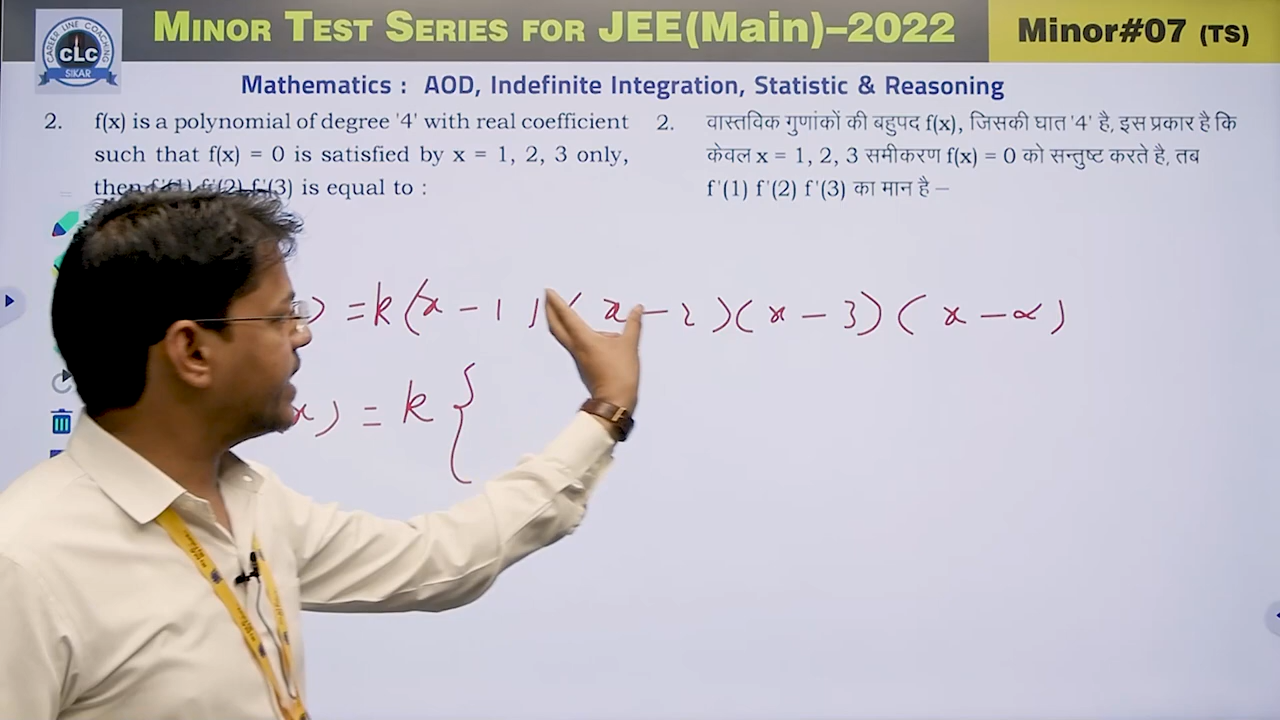 MINOR TEST SERIES FOR JEE(MAIN)–2022
Minor#07 (TS)
CAREER LINE COACHING
CLC
SIKAR
Mathematics : AOD, Indefinite Integration, Statistic & Reasoning
2. f(x) is a polynomial of degree '4' with real coefficient
such that f(x) = 0 is satisfied by x = 1, 2, 3 only,
then f'(1) f'(2) f'(3) is equal to :
2. वास्तविक गुणांकों की बहुपद f(x), जिसकी घात '4' है, इस प्रकार है कि
केवल x = 1, 2, 3 समीकरण f(x) = 0 को सन्तुष्ट करते है, तब
f'(1) f'(2) f'(3) का मान है –
) = k(x – 1)(x – 2)(x – 3)(x – α)
x) = k {